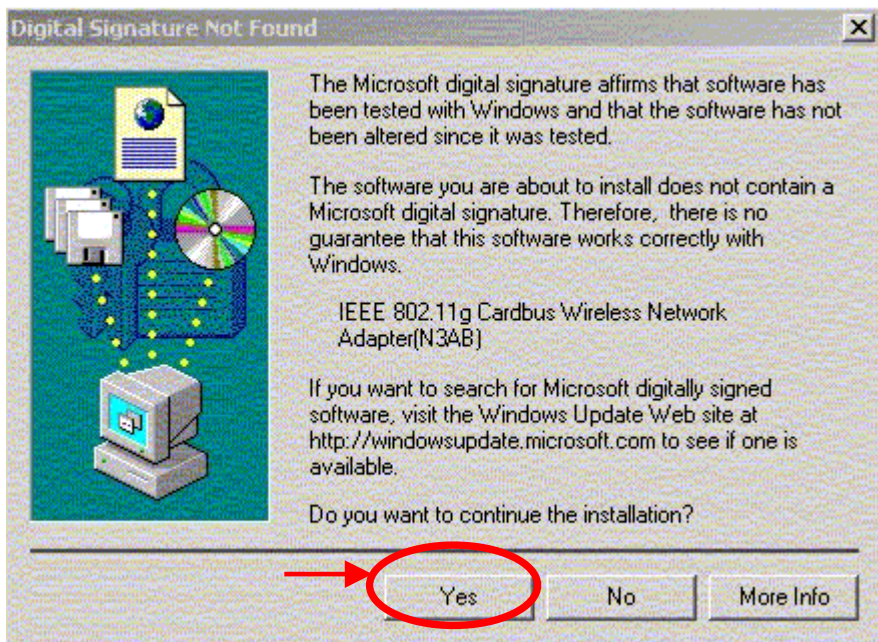 Digital Signature Not Found
The Microsoft digital signature affirms that software has
been tested with Windows and that the software has not
been altered since it was tested.
The software you are about to install does not contain a
Microsoft digital signature. Therefore, there is no
guarantee that this software works correctly with
Windows.
IEEE 802.11g Cardbus Wireless Network
Adapter(N3AB)
If you want to search for Microsoft digitally signed
software, visit the Windows Update Web site at
http://windowsupdate.microsoft.com to see if one is
available.
Do you want to continue the installation?
Yes No More Info